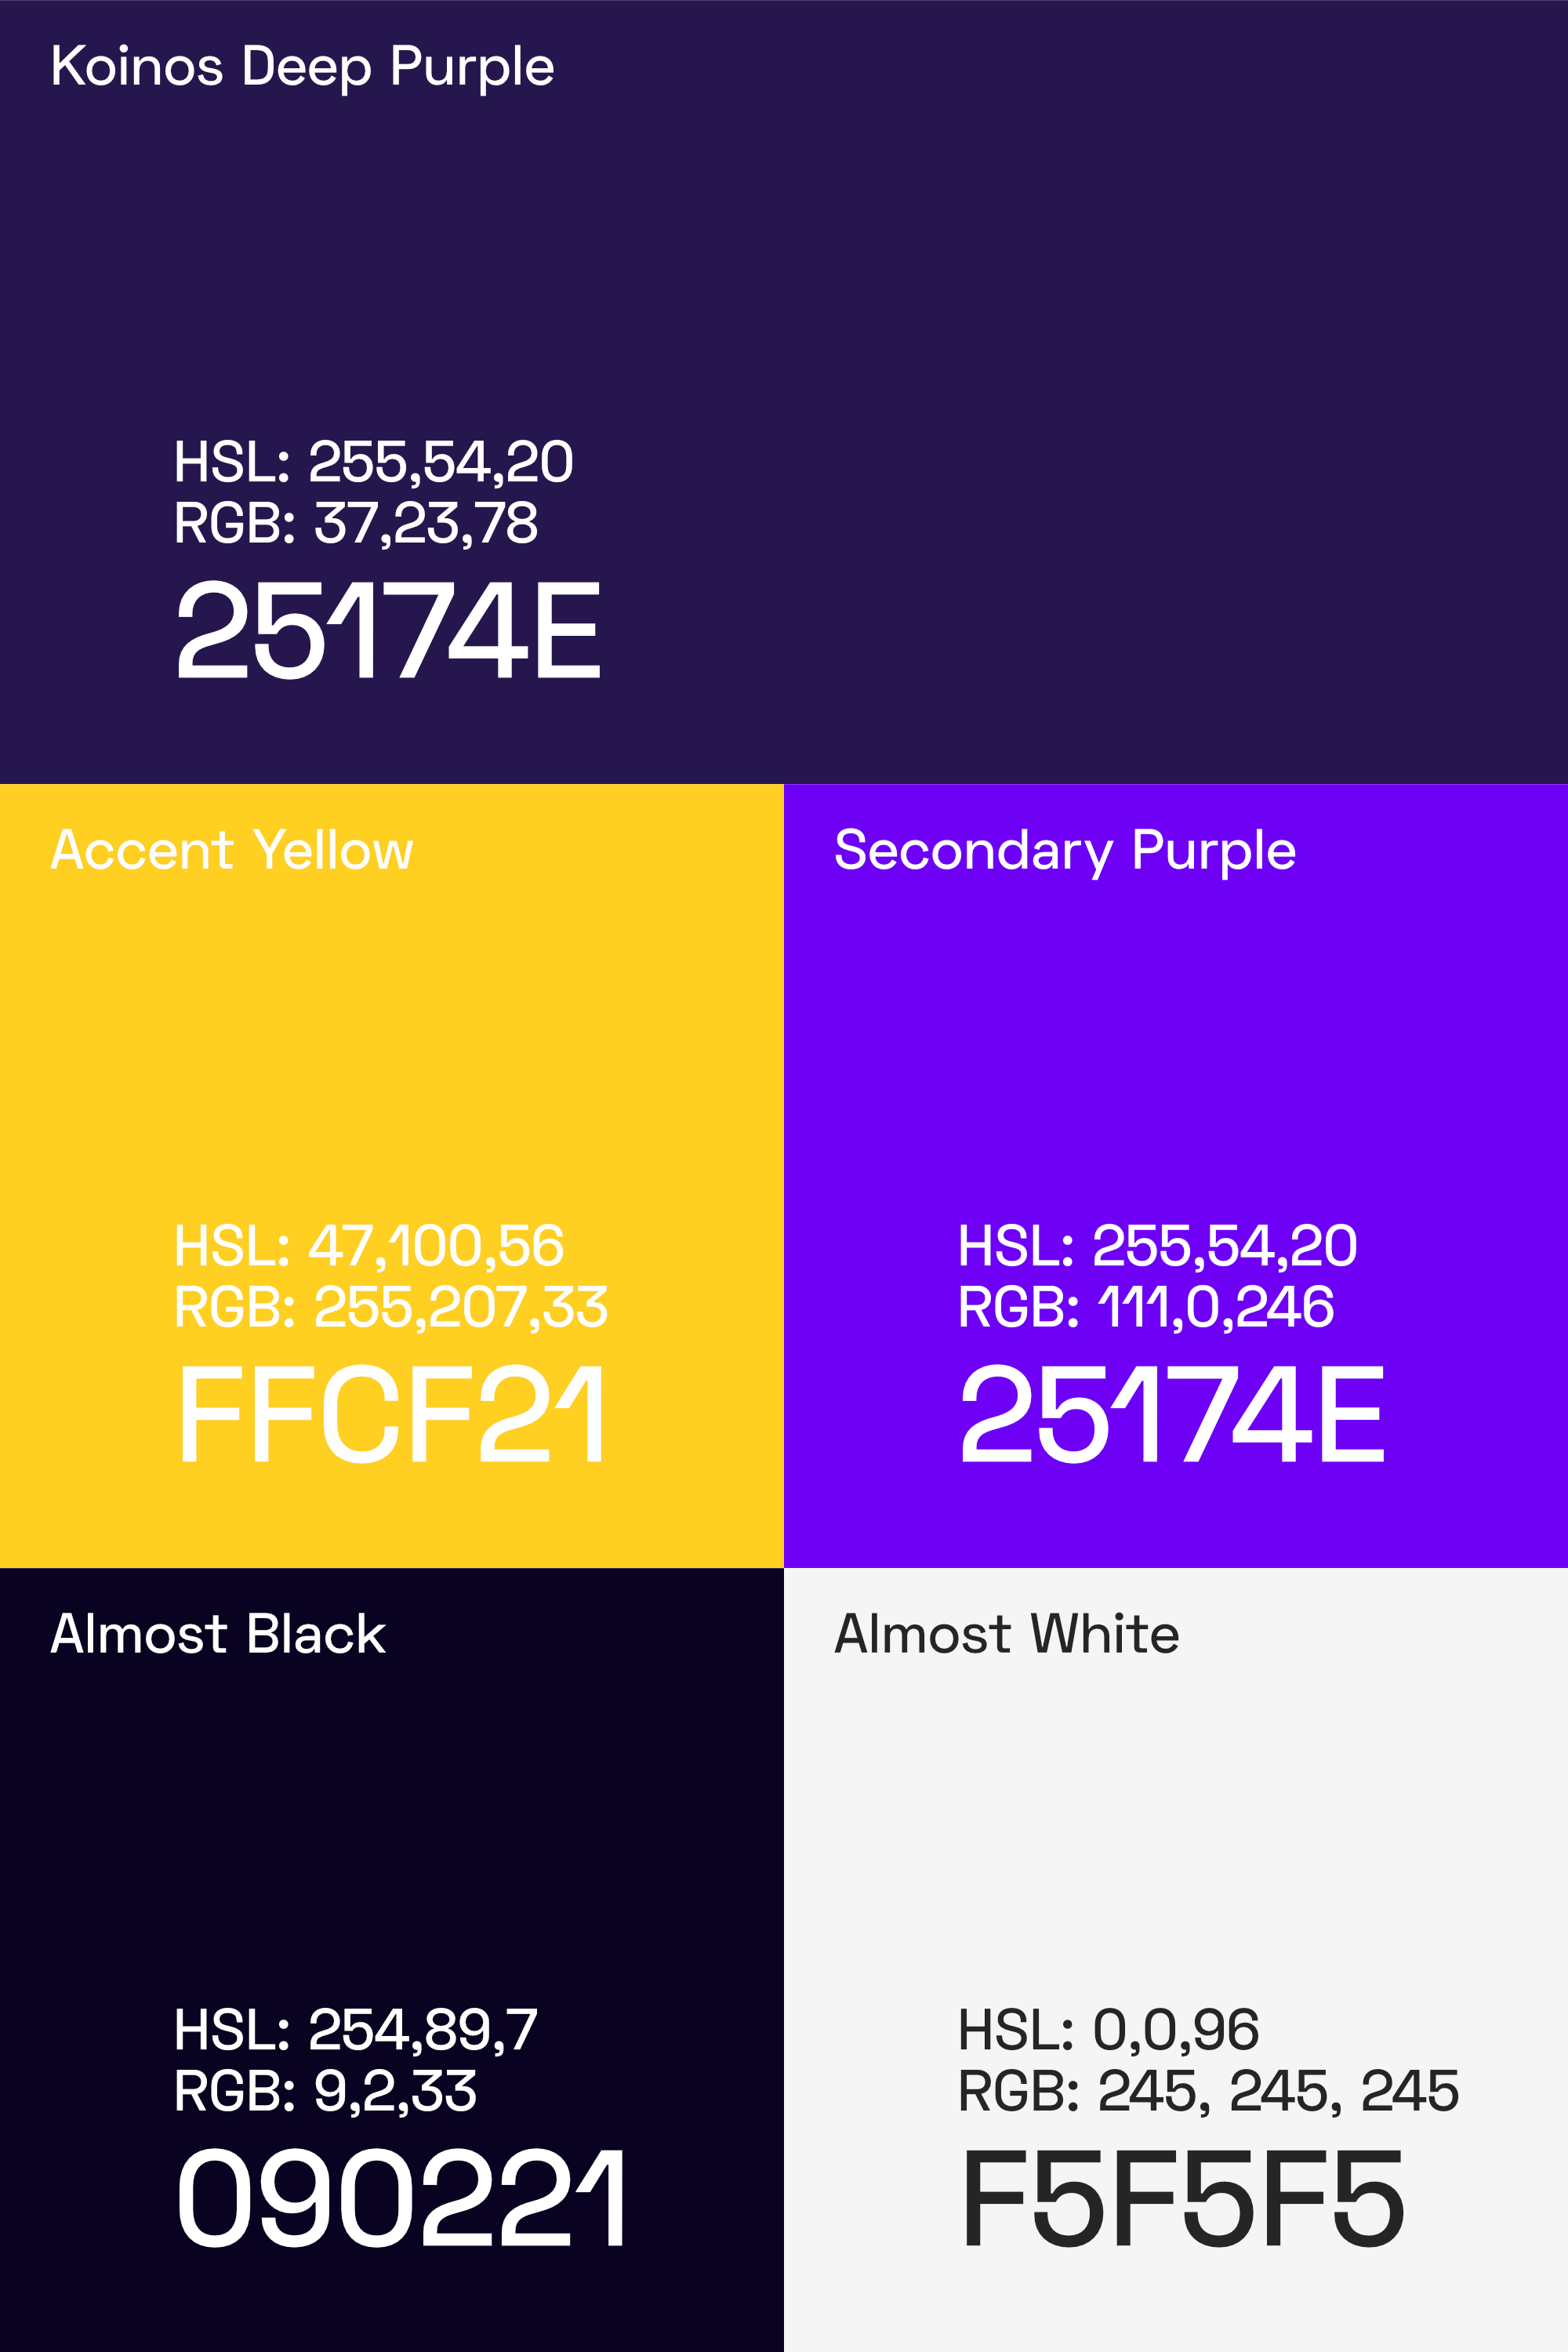 Koinos Deep Purple
HSL: 255,54,20
RGB: 37,23,78
25174E
Accent Yellow
HSL: 47,100,56
RGB: 255,207,33
FFCF21
Secondary Purple
HSL: 255,54,20
RGB: 111,0,246
25174E
Almost Black
HSL: 254,89,7
RGB: 9,2,33
090221
Almost White
HSL: 0,0,96
RGB: 245, 245, 245
F5F5F5